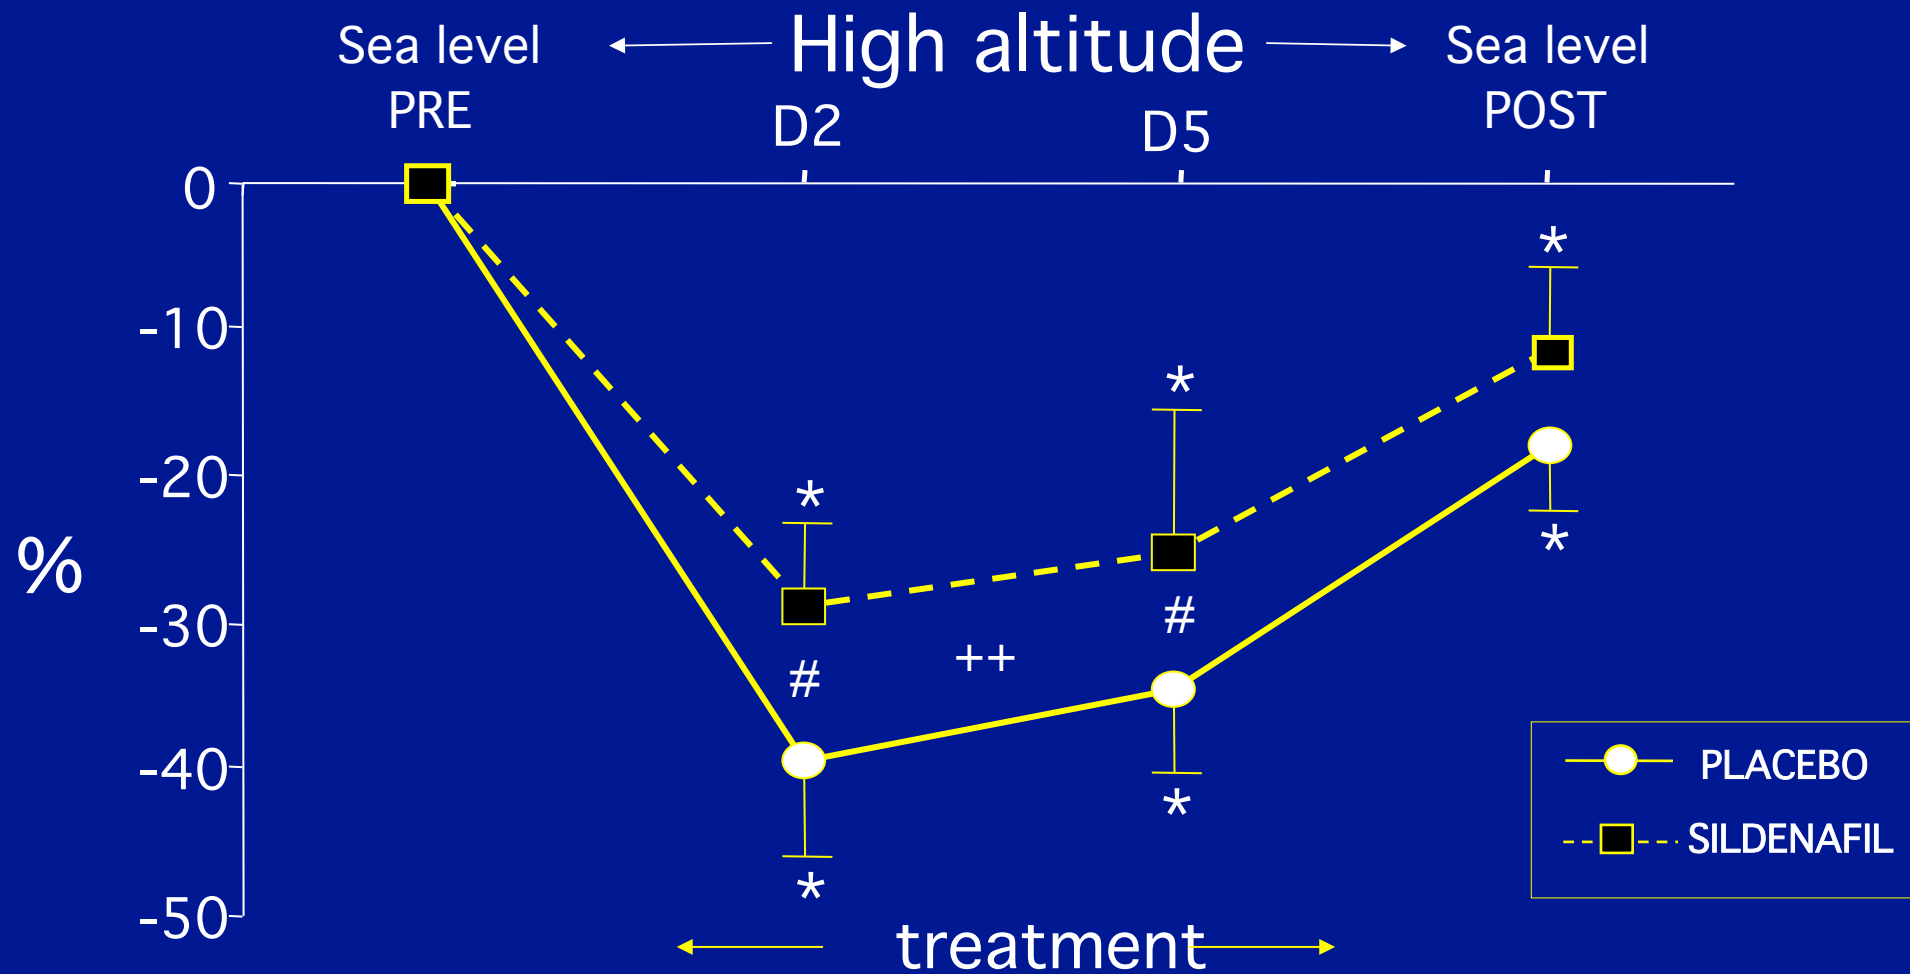 Sea level
PRE
High altitude
Sea level
POST
D2
D5
0
-10
-20
-30
-40
-50
%
*
*
*
#
#
++
*
*
*
PLACEBO
SILDENAFIL
treatment